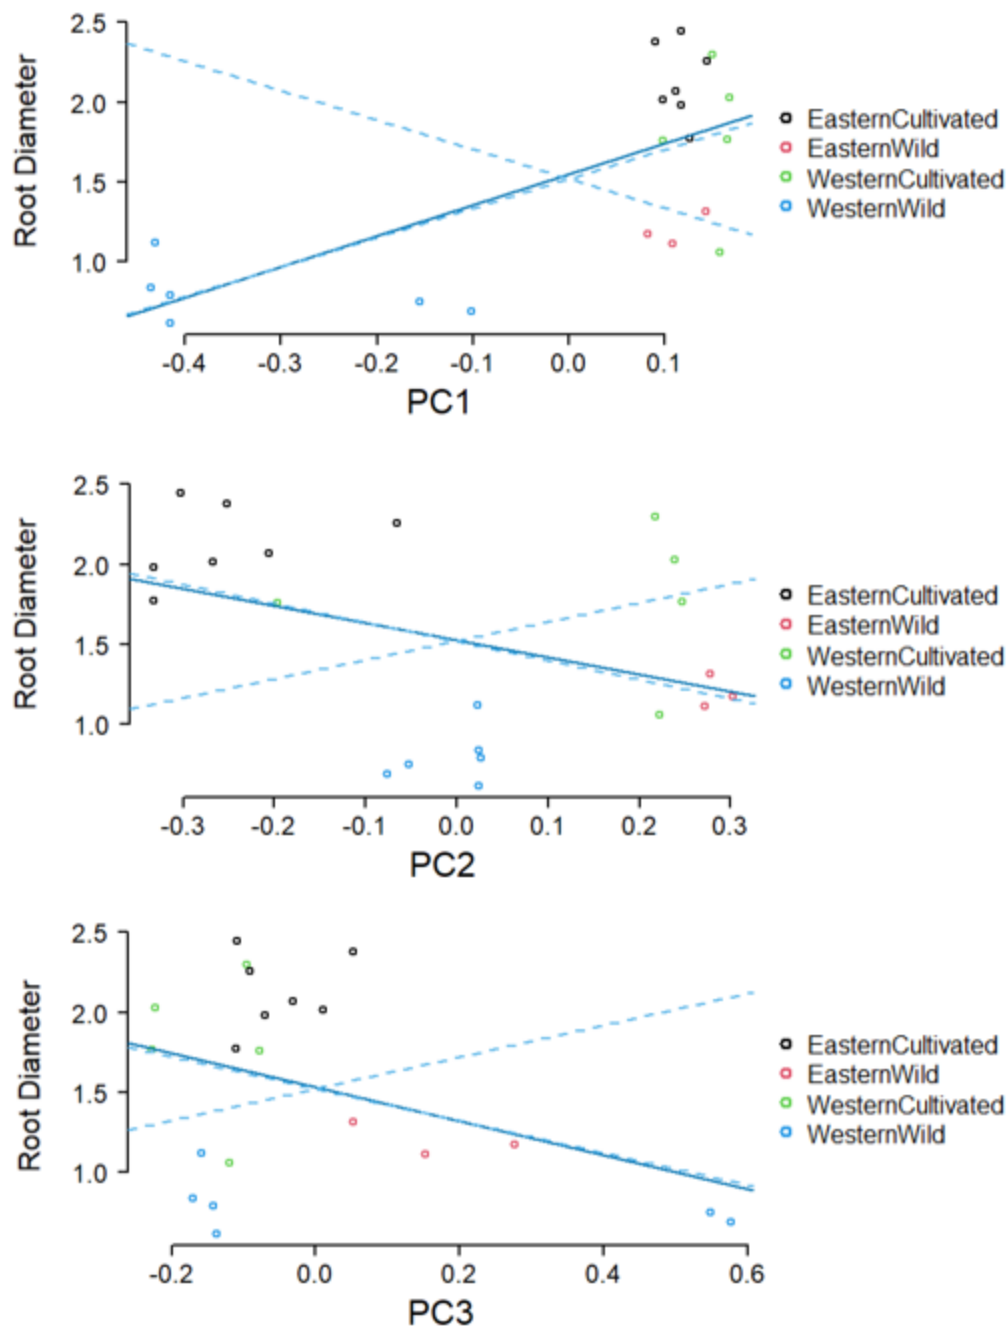 2.5
2.0
1.5
1.0
Root Diameter
-0.4 -0.3 -0.2 -0.1 0.0 0.1
PC1
EasternCultivated
EasternWild
WesternCultivated
WesternWild
2.5
2.0
1.5
1.0
Root Diameter
-0.3 -0.2 -0.1 0.0 0.1 0.2 0.3
PC2
EasternCultivated
EasternWild
WesternCultivated
WesternWild
2.5
2.0
1.5
1.0
Root Diameter
-0.2 0.0 0.2 0.4 0.6
PC3
EasternCultivated
EasternWild
WesternCultivated
WesternWild